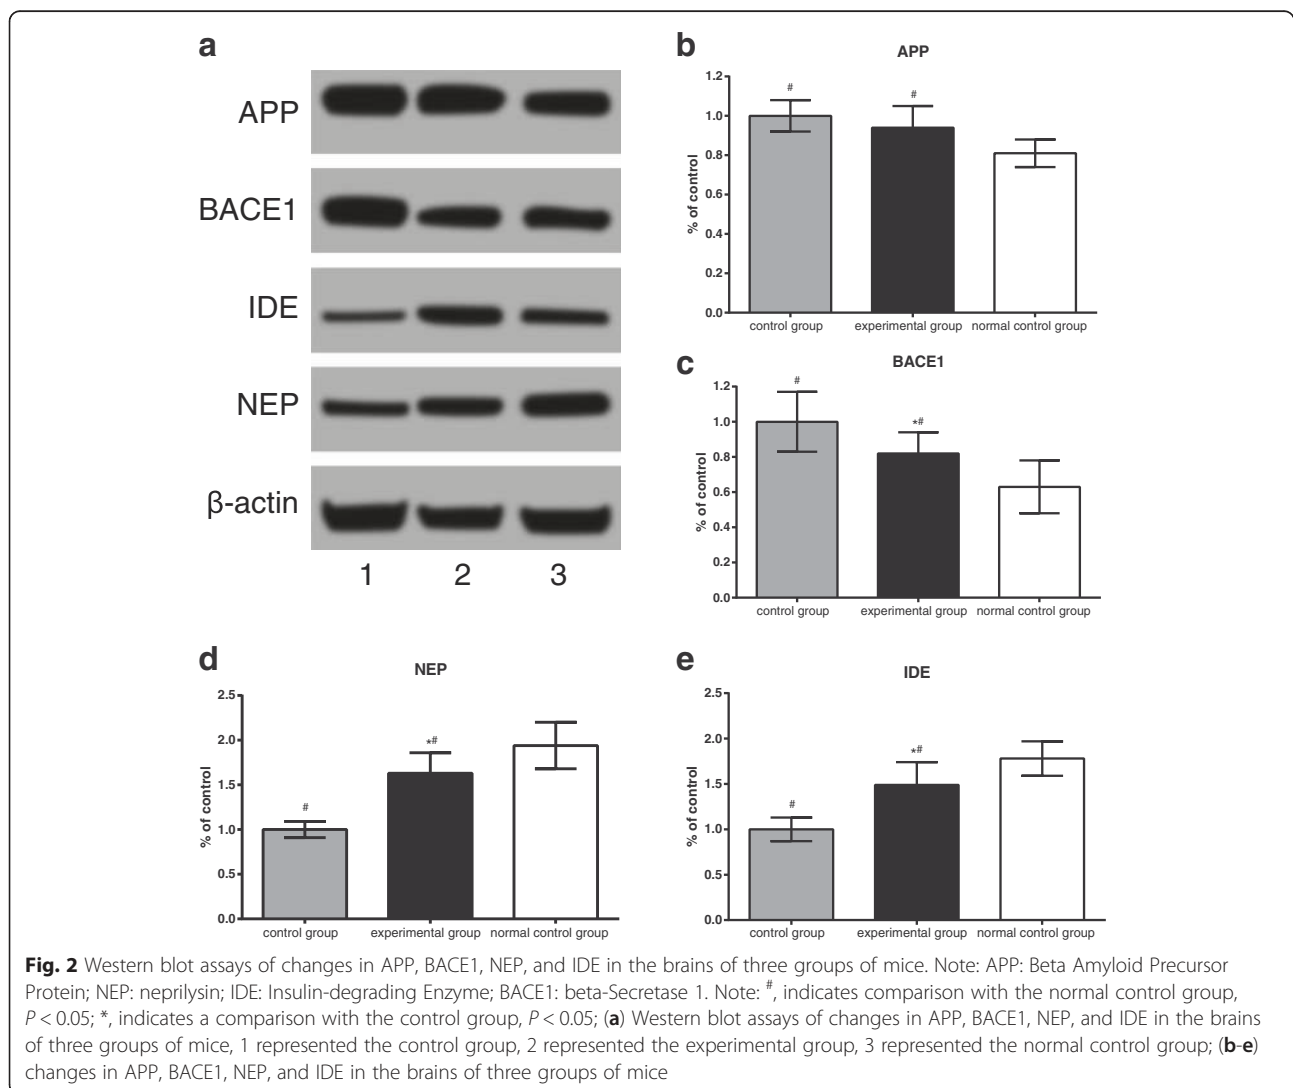 a
APP
BACE1
IDE
NEP
β-actin
1 2 3
b
APP
% of control
1.2
1.0
0.8
0.6
0.4
0.2
0.0
#
#
control group experimental group normal control group
c
BACE1
% of control
1.2
1.0
0.8
0.6
0.4
0.2
0.0
#
*#
control group experimental group normal control group
d
NEP
% of control
2.5
2.0
1.5
1.0
0.5
0.0
#
*#
control group experimental group normal control group
e
IDE
% of control
2.5
2.0
1.5
1.0
0.5
0.0
#
*#
control group experimental group normal control group
Fig. 2 Western blot assays of changes in APP, BACE1, NEP, and IDE in the brains of three groups of mice. Note: APP: Beta Amyloid Precursor
Protein; NEP: neprilysin; IDE: Insulin-degrading Enzyme; BACE1: beta-Secretase 1. Note: #, indicates comparison with the normal control group,
P < 0.05; *, indicates a comparison with the control group, P < 0.05; (a) Western blot assays of changes in APP, BACE1, NEP, and IDE in the brains
of three groups of mice, 1 represented the control group, 2 represented the experimental group, 3 represented the normal control group; (b-e)
changes in APP, BACE1, NEP, and IDE in the brains of three groups of mice